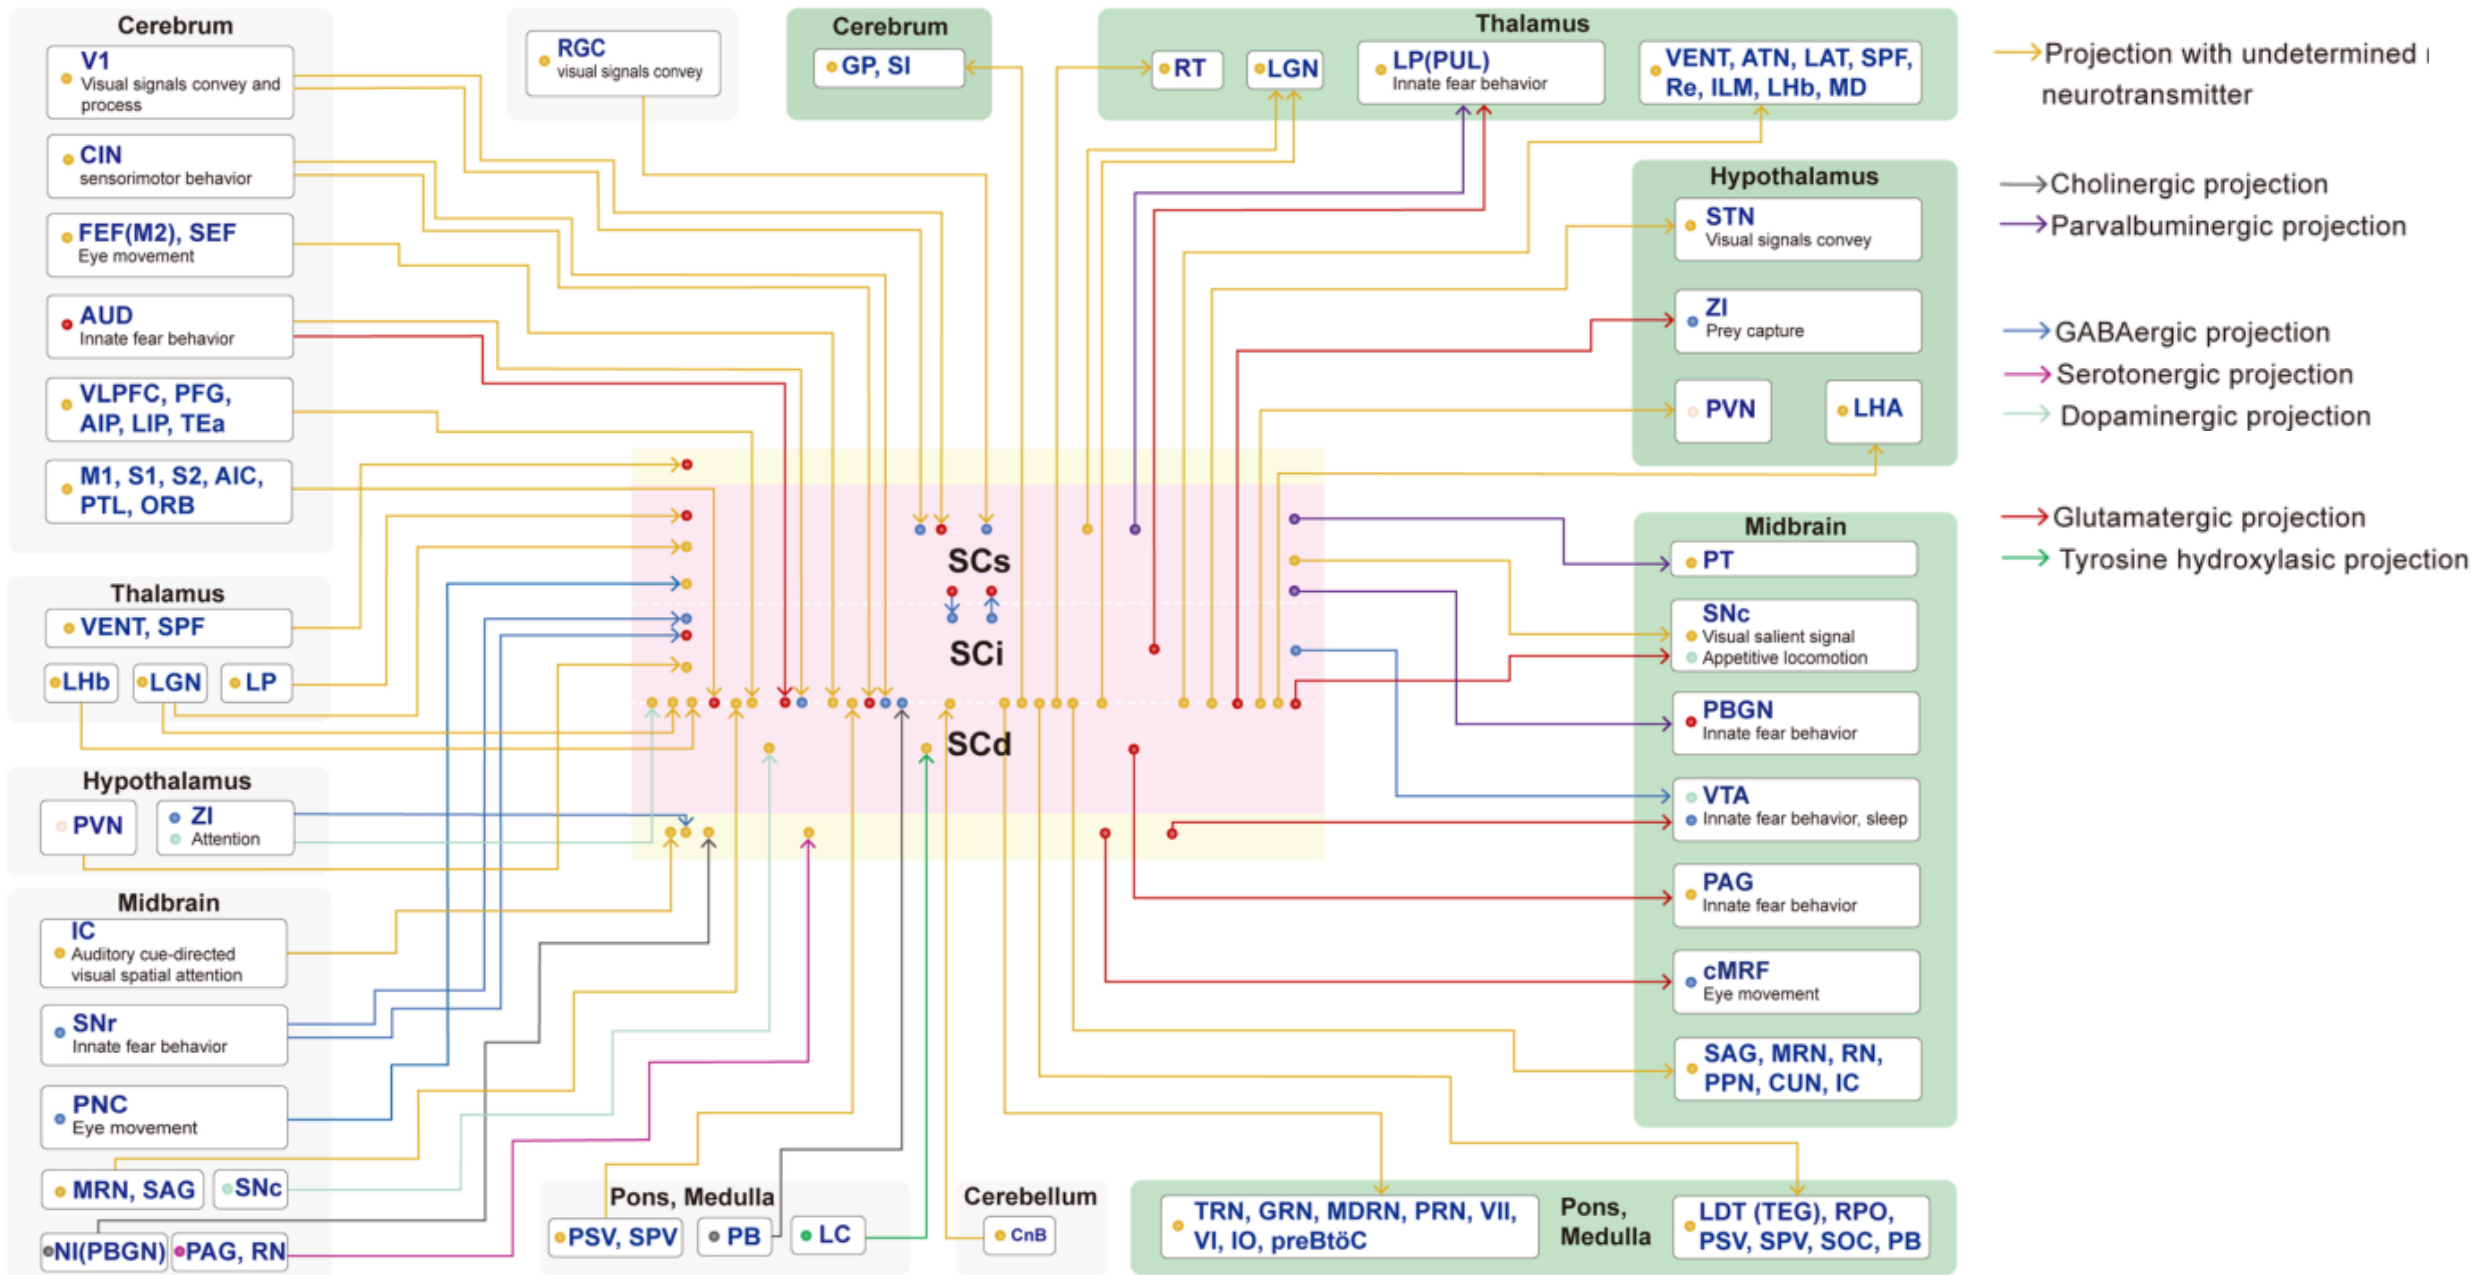 Cerebrum
V1
Visual signals convey and
process
CIN
sensorimotor behavior
FEF(M2), SEF
Eye movement
AUD
Innate fear behavior
VLPFC, PFG,
AIP, LIP, TEa
M1, S1, S2, AIC,
PTL, ORB
Thalamus
VENT, SPF
LHb
LGN
LP
Hypothalamus
PVN
ZI
Attention
Midbrain
IC
Auditory cue-directed
visual spatial attention
SNr
Innate fear behavior
PNC
Eye movement
MRN, SAG
SNc
NI(PBGN)
PAG, RN
RGC
visual signals convey
Cerebrum
GP, SI
Thalamus
RT
LGN
LP(PUL)
Innate fear behavior
VENT, ATN, LAT, SPF,
Re, ILM, LHb, MD
SCs
SCi
SCd
Pons, Medulla
PSV, SPV
PB
LC
Cerebellum
CnB
Hypothalamus
STN
Visual signals convey
ZI
Prey capture
PVN
LHA
Midbrain
PT
SNc
Visual salient signal
Appetitive locomotion
PBGN
Innate fear behavior
VTA
Innate fear behavior, sleep
PAG
Innate fear behavior
cMRF
Eye movement
SAG, MRN, RN,
PPN, CUN, IC
TRN, GRN, MDRN, PRN, VII,
VI, IO, preBtöC
Pons,
Medulla
LDT (TEG), RPO,
PSV, SPV, SOC, PB
Projection with undetermined
neurotransmitter
Cholinergic projection
Parvalbuminergic projection
GABAergic projection
Serotonergic projection
Dopaminergic projection
Glutamatergic projection
Tyrosine hydroxylasic projection